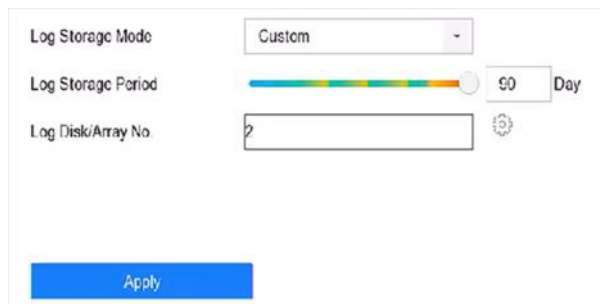 Log Storage Mode Custom
Log Storage Period 90 Day
Log Disk/Array No. 2
Apply